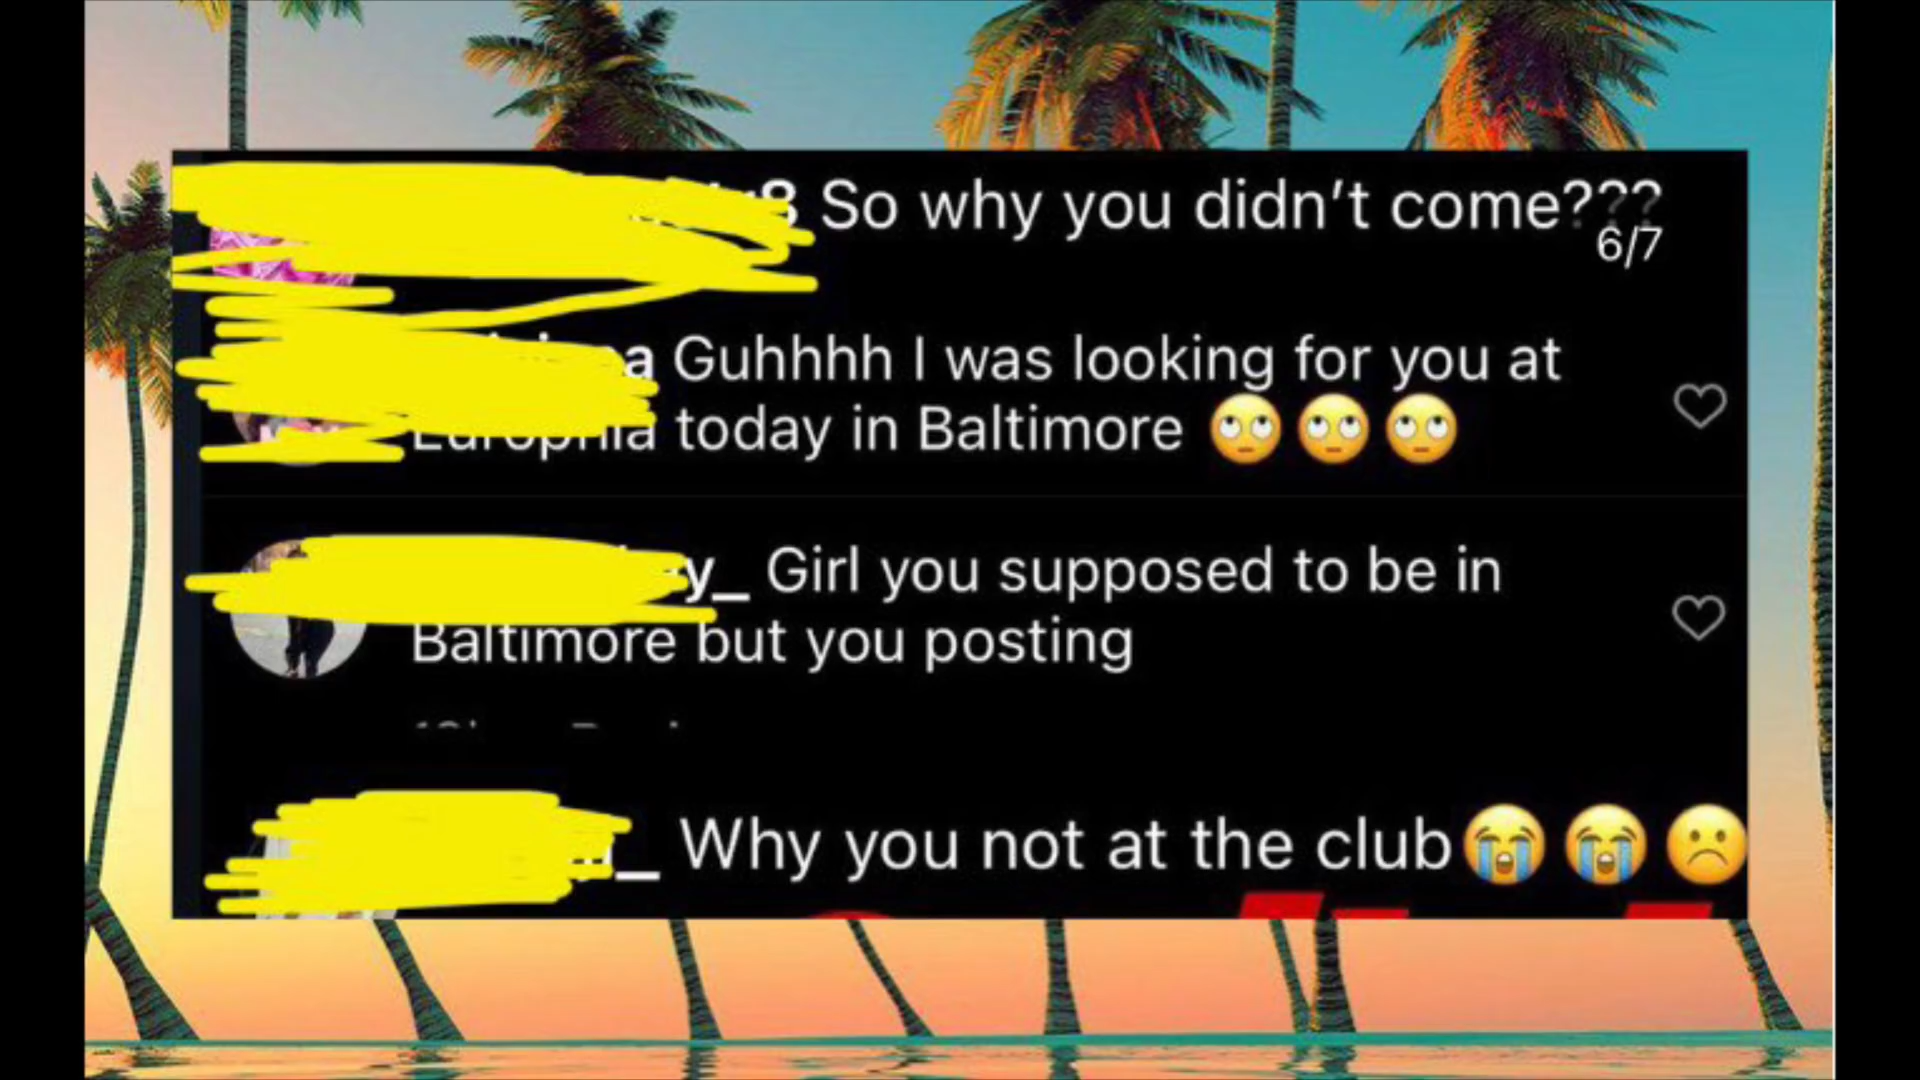 So why you didn't come???
6/7
Guhhhh I was looking for you at
Europhia today in Baltimore 🙄🙄🙄
y_ Girl you supposed to be in
Baltimore but you posting
Why you not at the club😭😭☹️